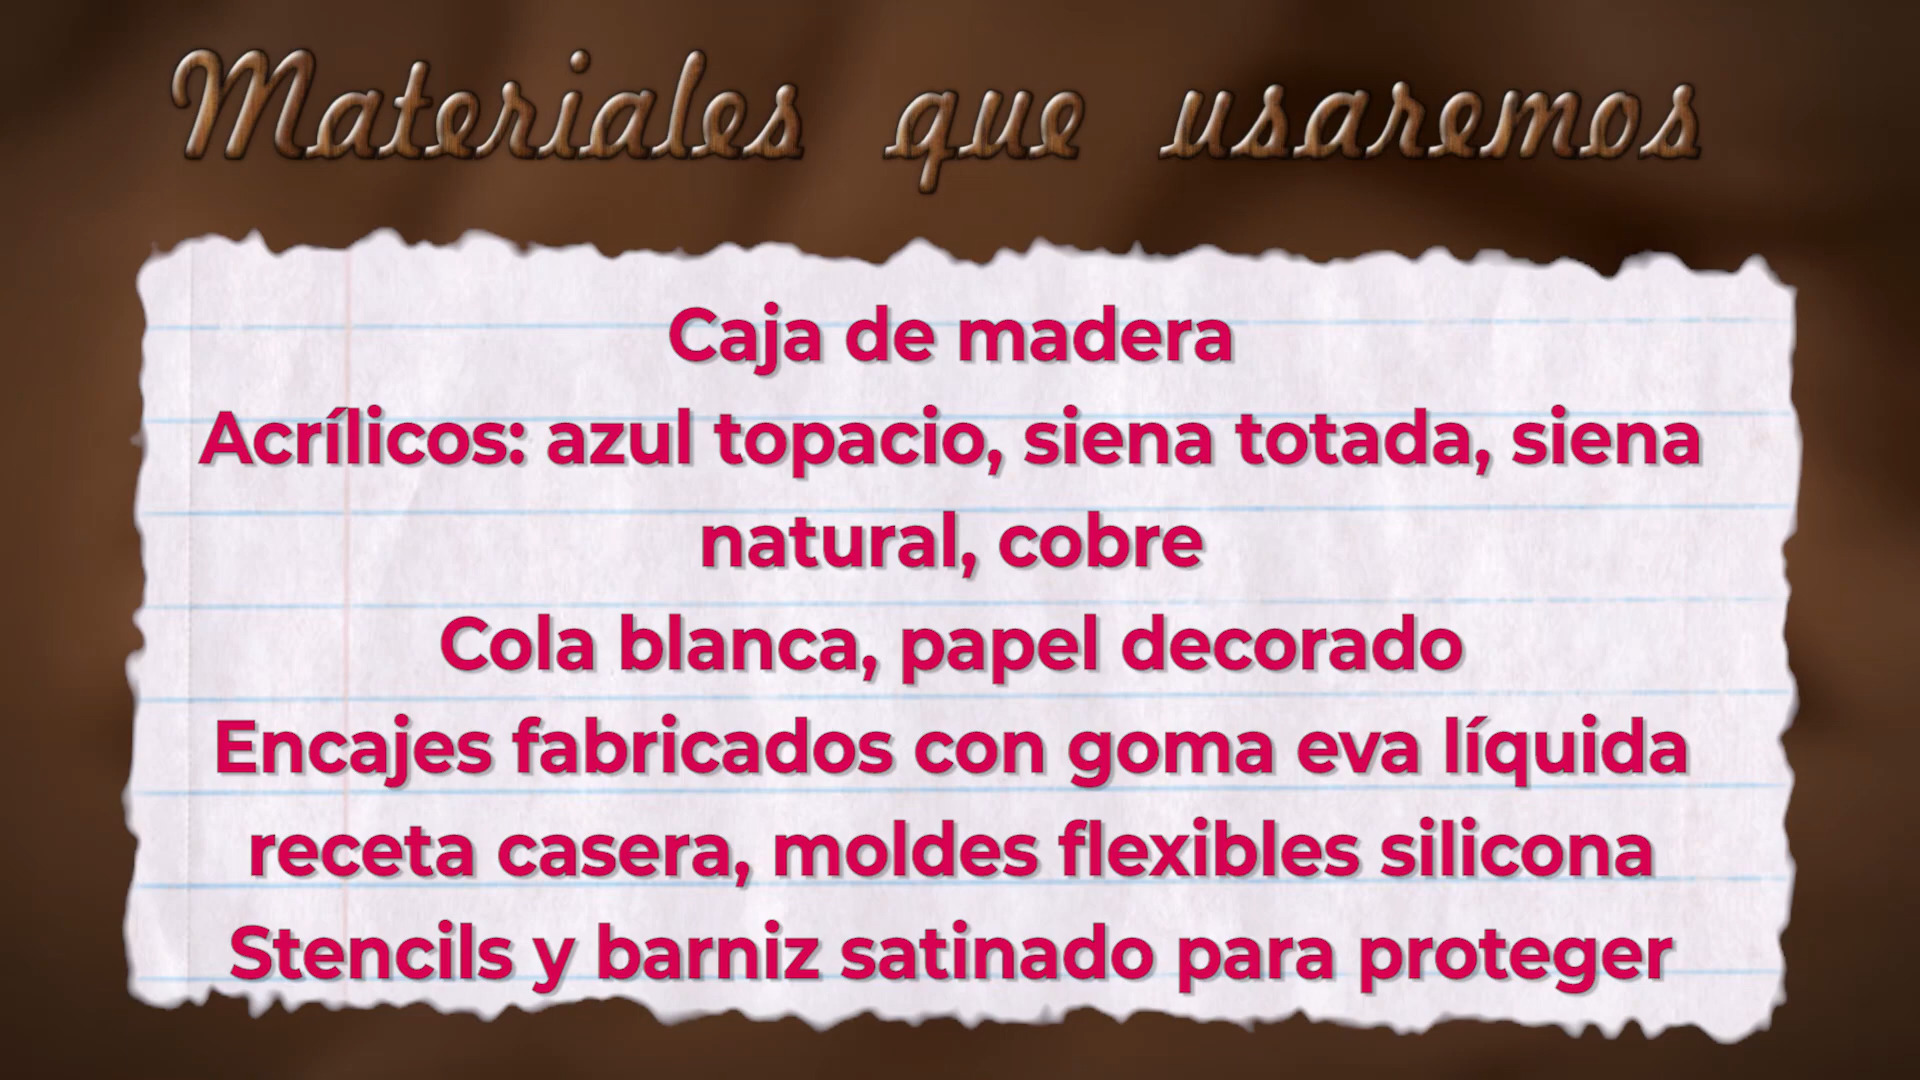 Materiales que usaremos
Caja de madera
Acrílicos: azul topacio, siena totada, siena
natural, cobre
Cola blanca, papel decorado
Encajes fabricados con goma eva líquida
receta casera, moldes flexibles silicona
Stencils y barniz satinado para proteger